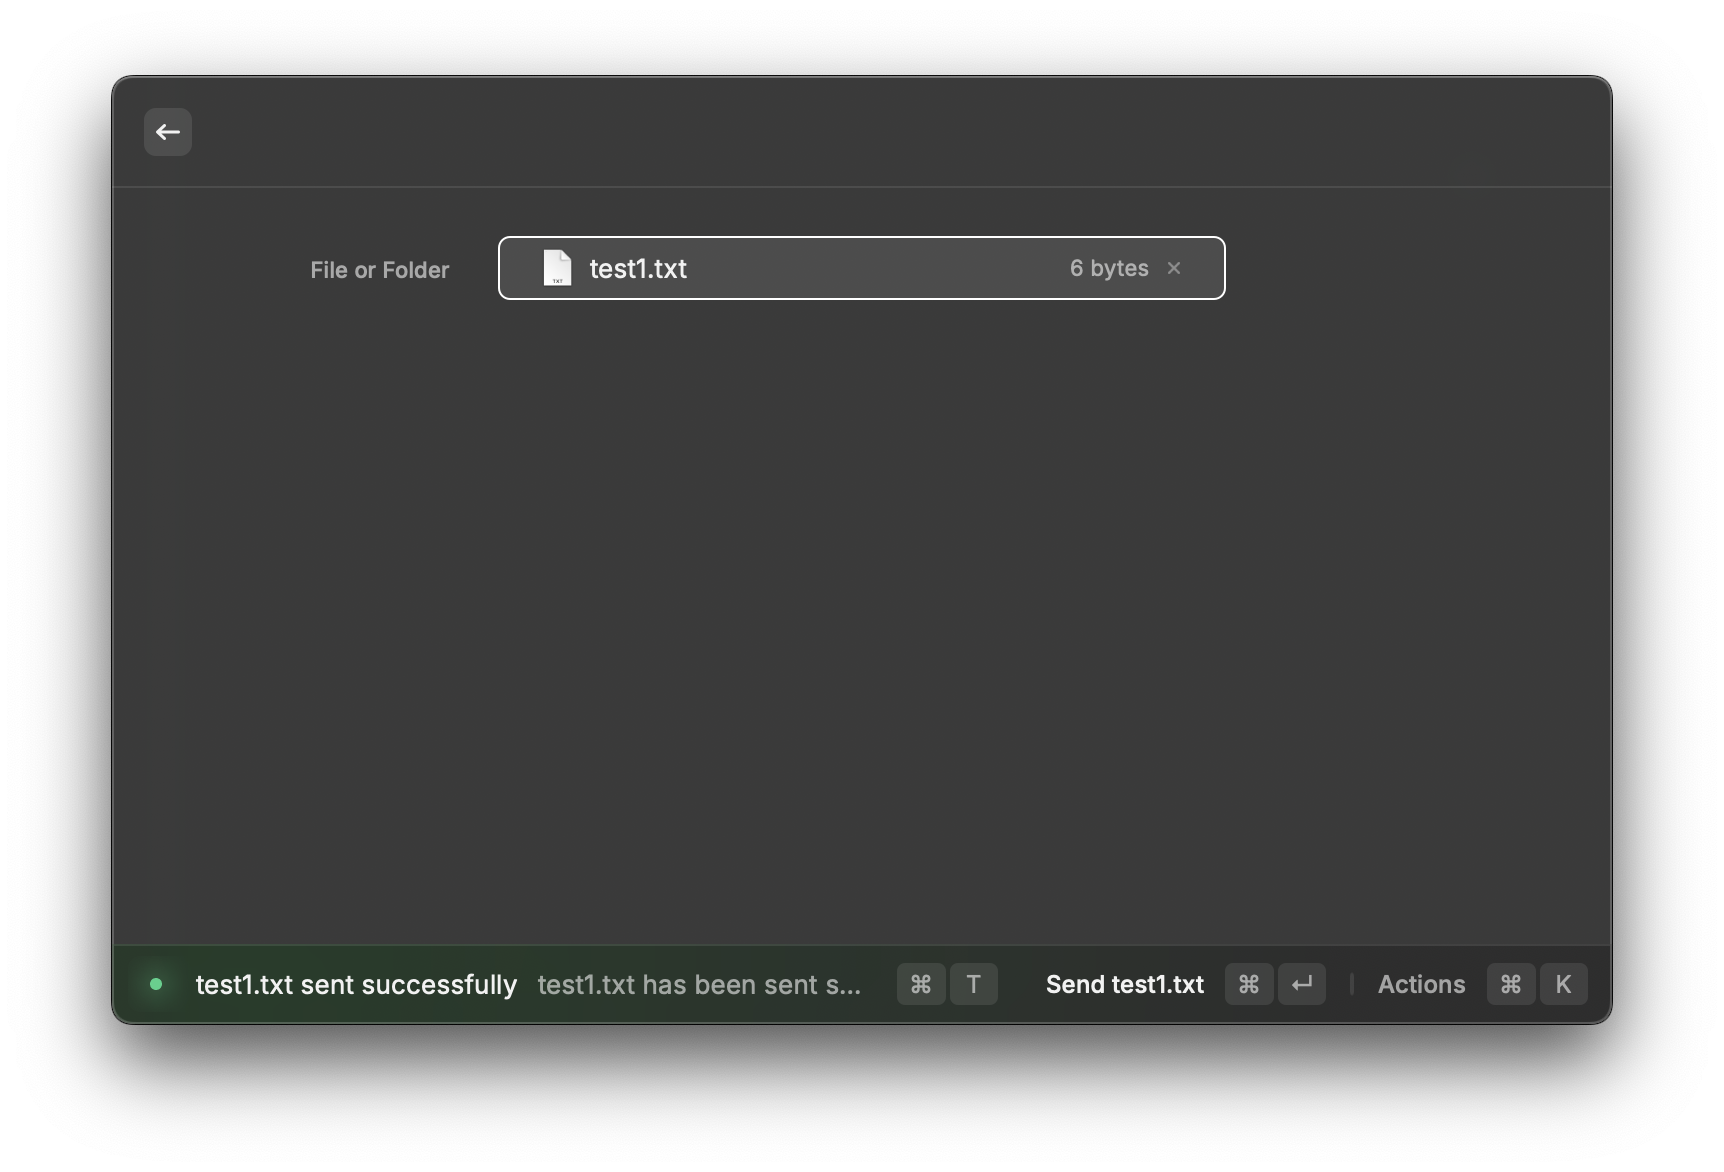 File or Folder
TXT
test1.txt
6 bytes ×
test1.txt sent successfully test1.txt has been sent s... ⌘ T Send test1.txt ⌘ ↵ | Actions ⌘ K